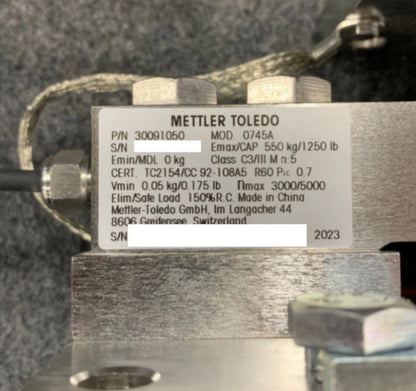 METTLER TOLEDO
P/N 30091050 MOD. 0745A
S/N Emax/CAP 550 kg/1250 lb
Emin/MDL 0 kg Class C3/III M n:5
CERT. TC2154/CC 92-108A5 R60 PLC 0.7
Vmin 0.05 kg/0.175 lb nmax 3000/5000
Elim/Safe Load 150%R.C. Made in China
Mettler-Toledo GmbH, Im Langacher 44
8606 Greifensee, Switzerland
S/N 2023